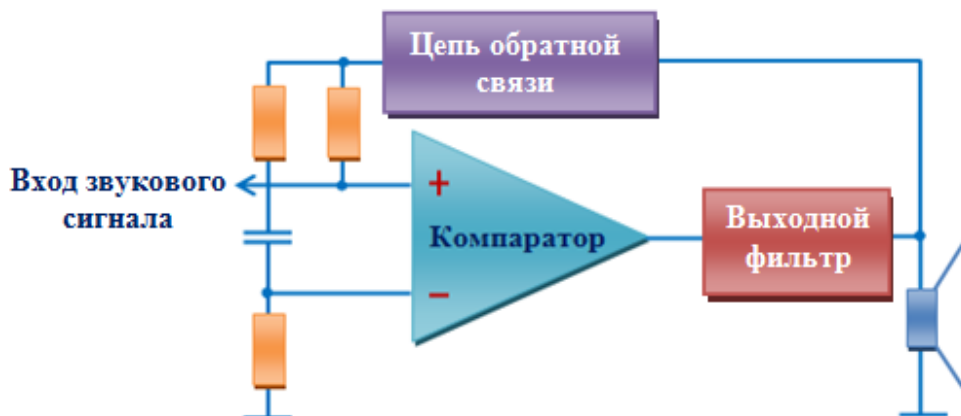 Цепь обратной
связи
Вход звукового
сигнала
+
Компаратор
−
Выходной
фильтр